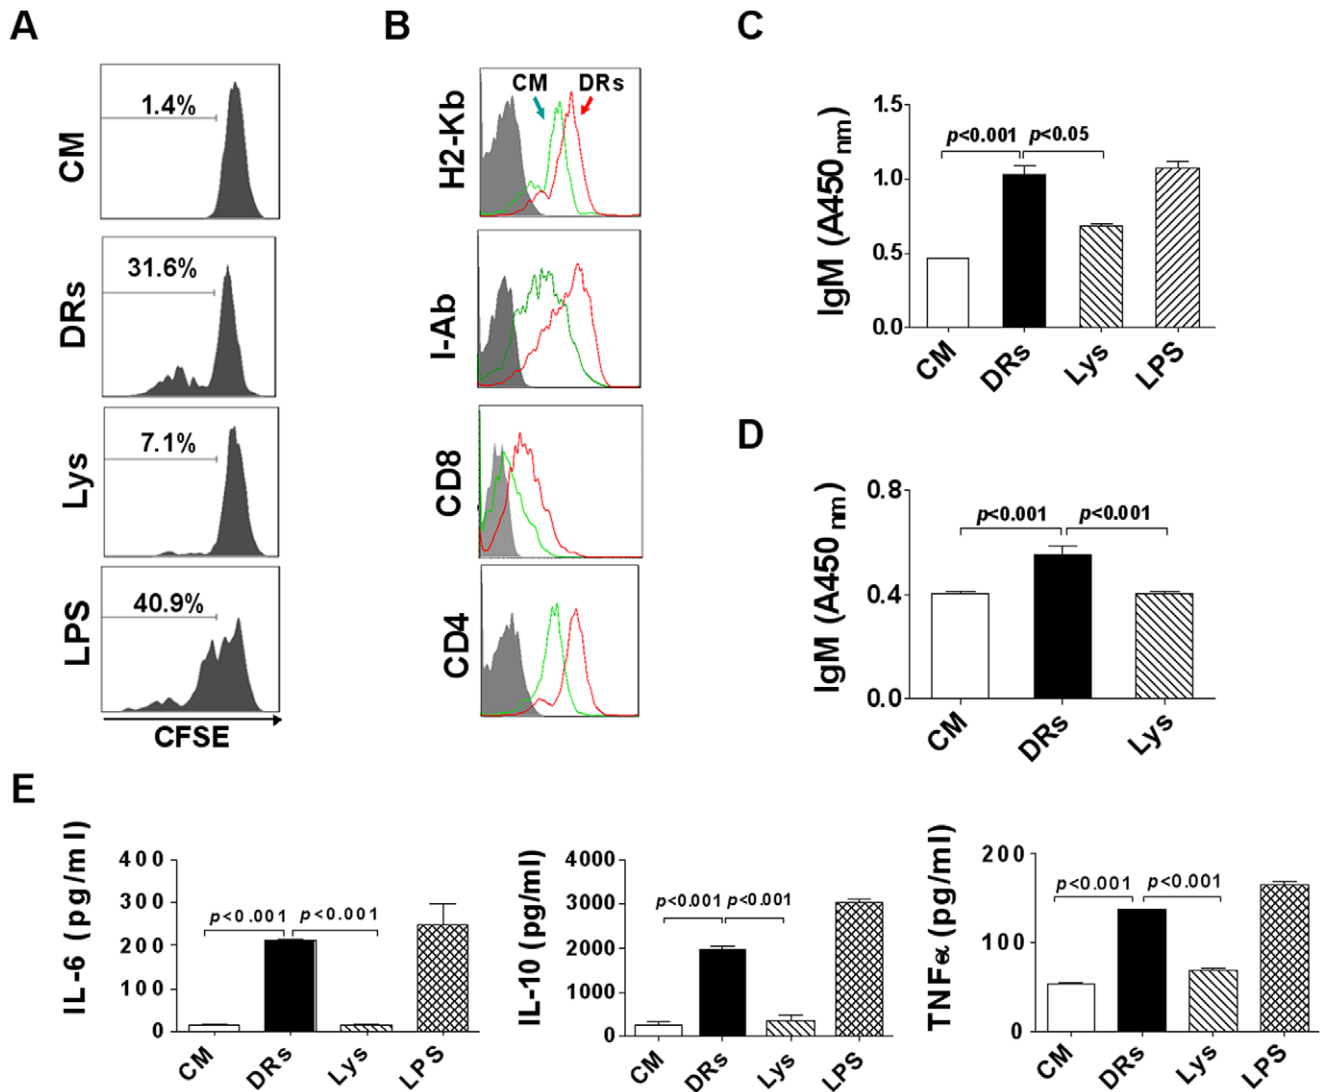 A
CM
1.4%
DRs
31.6%
Lys
7.1%
LPS
40.9%
CFSE
B
CM DRs
H2-Kb
I-Ab
CD8
CD4
C
IgM (A450nm)
1.5
1.0
0.5
0.0
p<0.001 p<0.05
CM DRs Lys LPS
D
IgM (A450nm)
0.8
0.4
0.0
p<0.001 p<0.001
CM DRs Lys
E
IL-6 (pg/ml)
400
300
200
100
0
p<0.001 p<0.001
CM DRs Lys LPS
IL-10 (pg/ml)
4000
3000
2000
1000
0
p<0.001 p<0.001
CM DRs Lys LPS
TNFα (pg/ml)
200
100
0
p<0.001 p<0.001
CM DRs Lys LPS